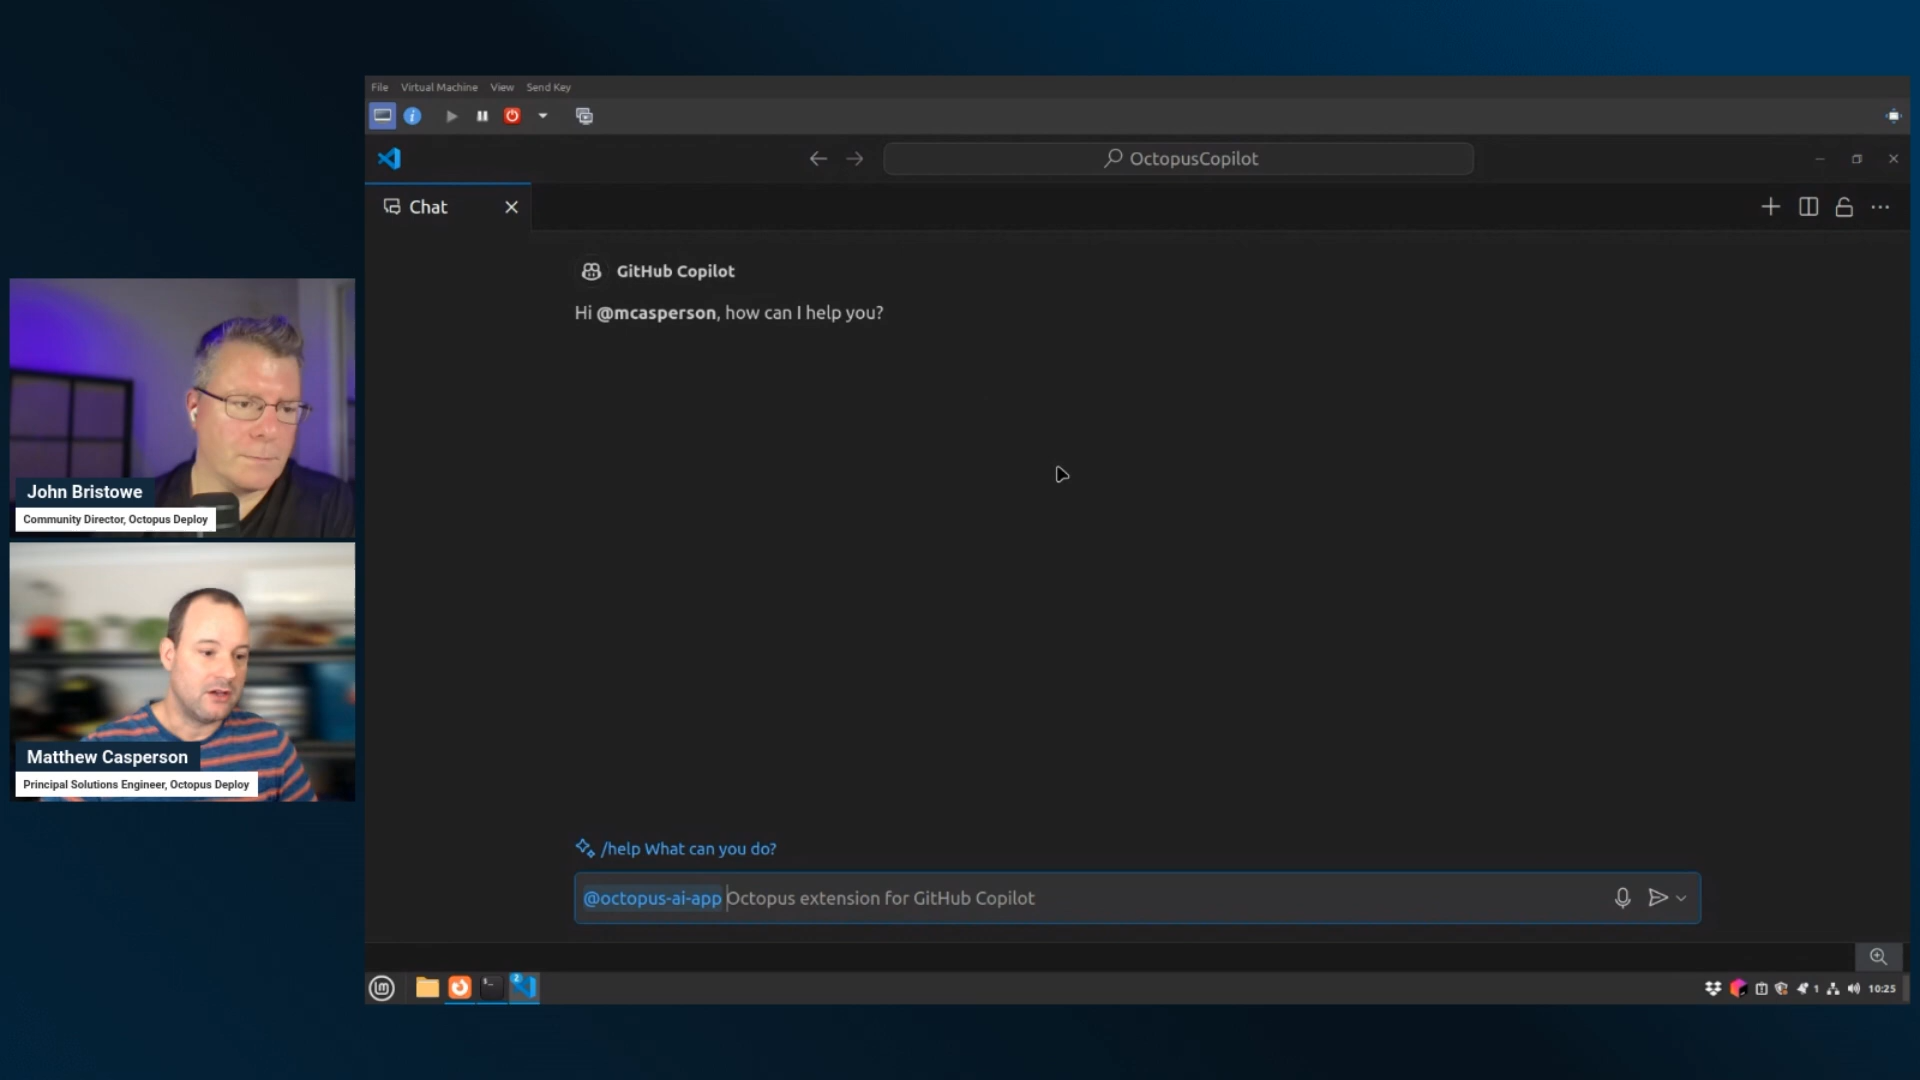 File Virtual Machine View Send Key
OctopusCopilot
Chat
GitHub Copilot
Hi @mcasperson, how can I help you?
John Bristowe
Community Director, Octopus Deploy
Matthew Casperson
Principal Solutions Engineer, Octopus Deploy
/help What can you do?
@octopus-ai-app Octopus extension for GitHub Copilot
2
1
10:25